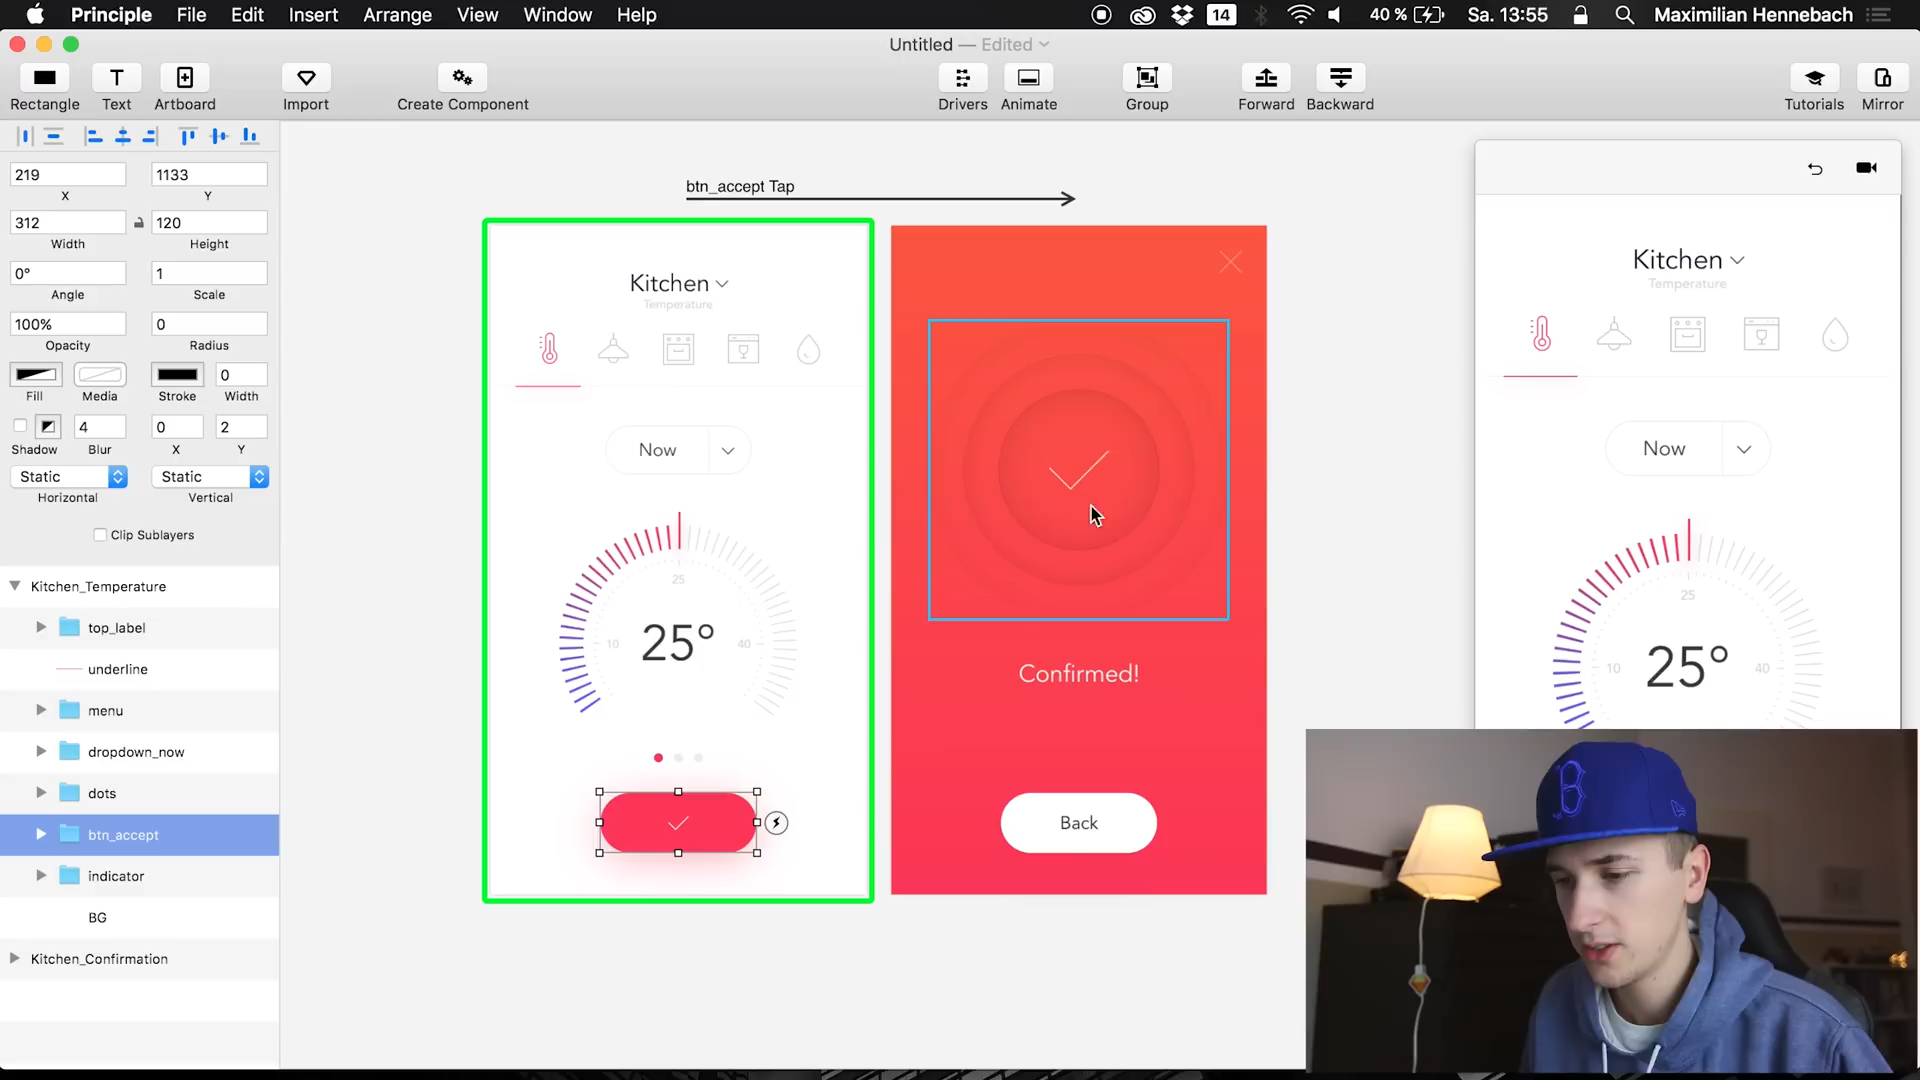 Principle File Edit Insert Arrange View Window Help 14 40 % Sa. 13:55 Maximilian Hennebach
Untitled — Edited
Rectangle Text Artboard Import Create Component Drivers Animate Group Forward Backward Tutorials Mirror
219 1133
X Y
312 120
Width Height
0° 1
Angle Scale
100% 0
Opacity Radius
0
Fill Media Stroke Width
4 0 2
Shadow Blur X Y
Static Static
Horizontal Vertical
Clip Sublayers
Kitchen_Temperature
top_label
underline
menu
dropdown_now
dots
btn_accept
indicator
BG
Kitchen_Confirmation
btn_accept Tap
Kitchen
Temperature
Now
25
10 25° 40
Confirmed!
Back
Kitchen
Temperature
Now
25
10 25° 40
B